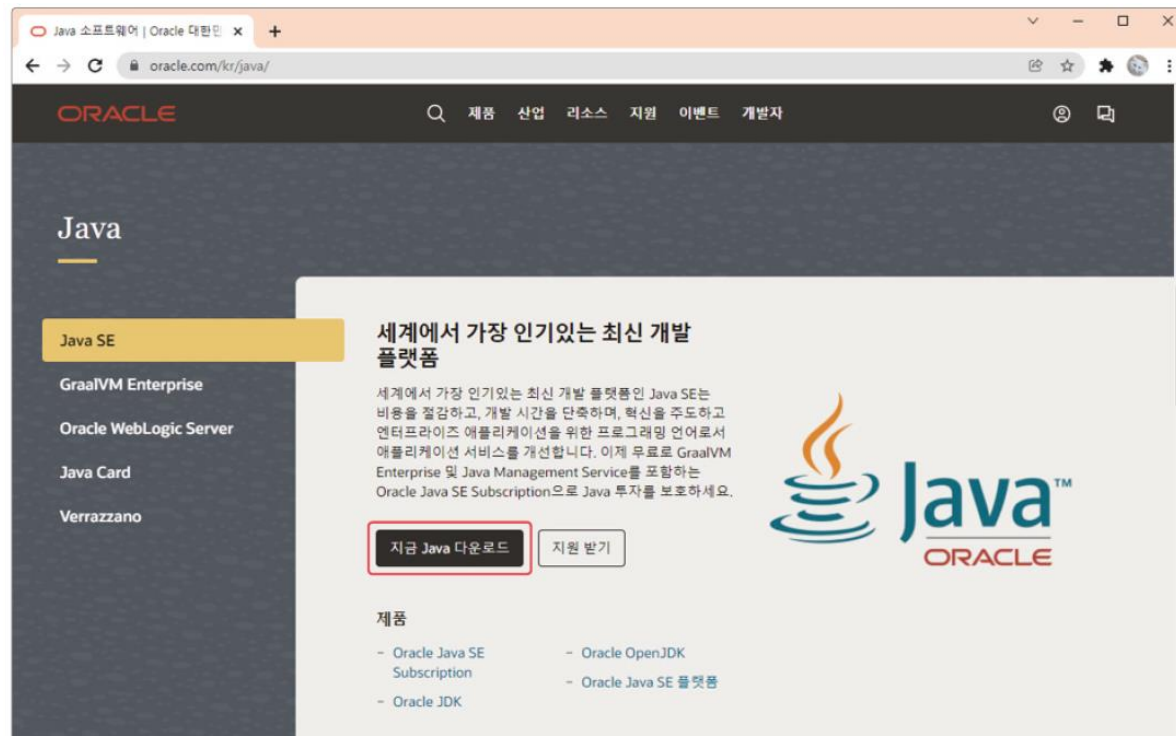 Java 소프트웨어 | Oracle 대한민
oracle.com/kr/java/
ORACLE
제품 산업 리소스 지원 이벤트 개발자
Java
Java SE
GraalVM Enterprise
Oracle WebLogic Server
Java Card
Verrazzano
세계에서 가장 인기있는 최신 개발
플랫폼
세계에서 가장 인기있는 최신 개발 플랫폼인 Java SE는
비용을 절감하고, 개발 시간을 단축하며, 혁신을 주도하고
엔터프라이즈 애플리케이션을 위한 프로그래밍 언어로서
애플리케이션 서비스를 개선합니다. 이제 무료로 GraalVM
Enterprise 및 Java Management Service를 포함하는
Oracle Java SE Subscription으로 Java 투자를 보호하세요.
지금 Java 다운로드
지원 받기
Java™
ORACLE
제품
- Oracle Java SE
Subscription
- Oracle JDK
- Oracle OpenJDK
- Oracle Java SE 플랫폼